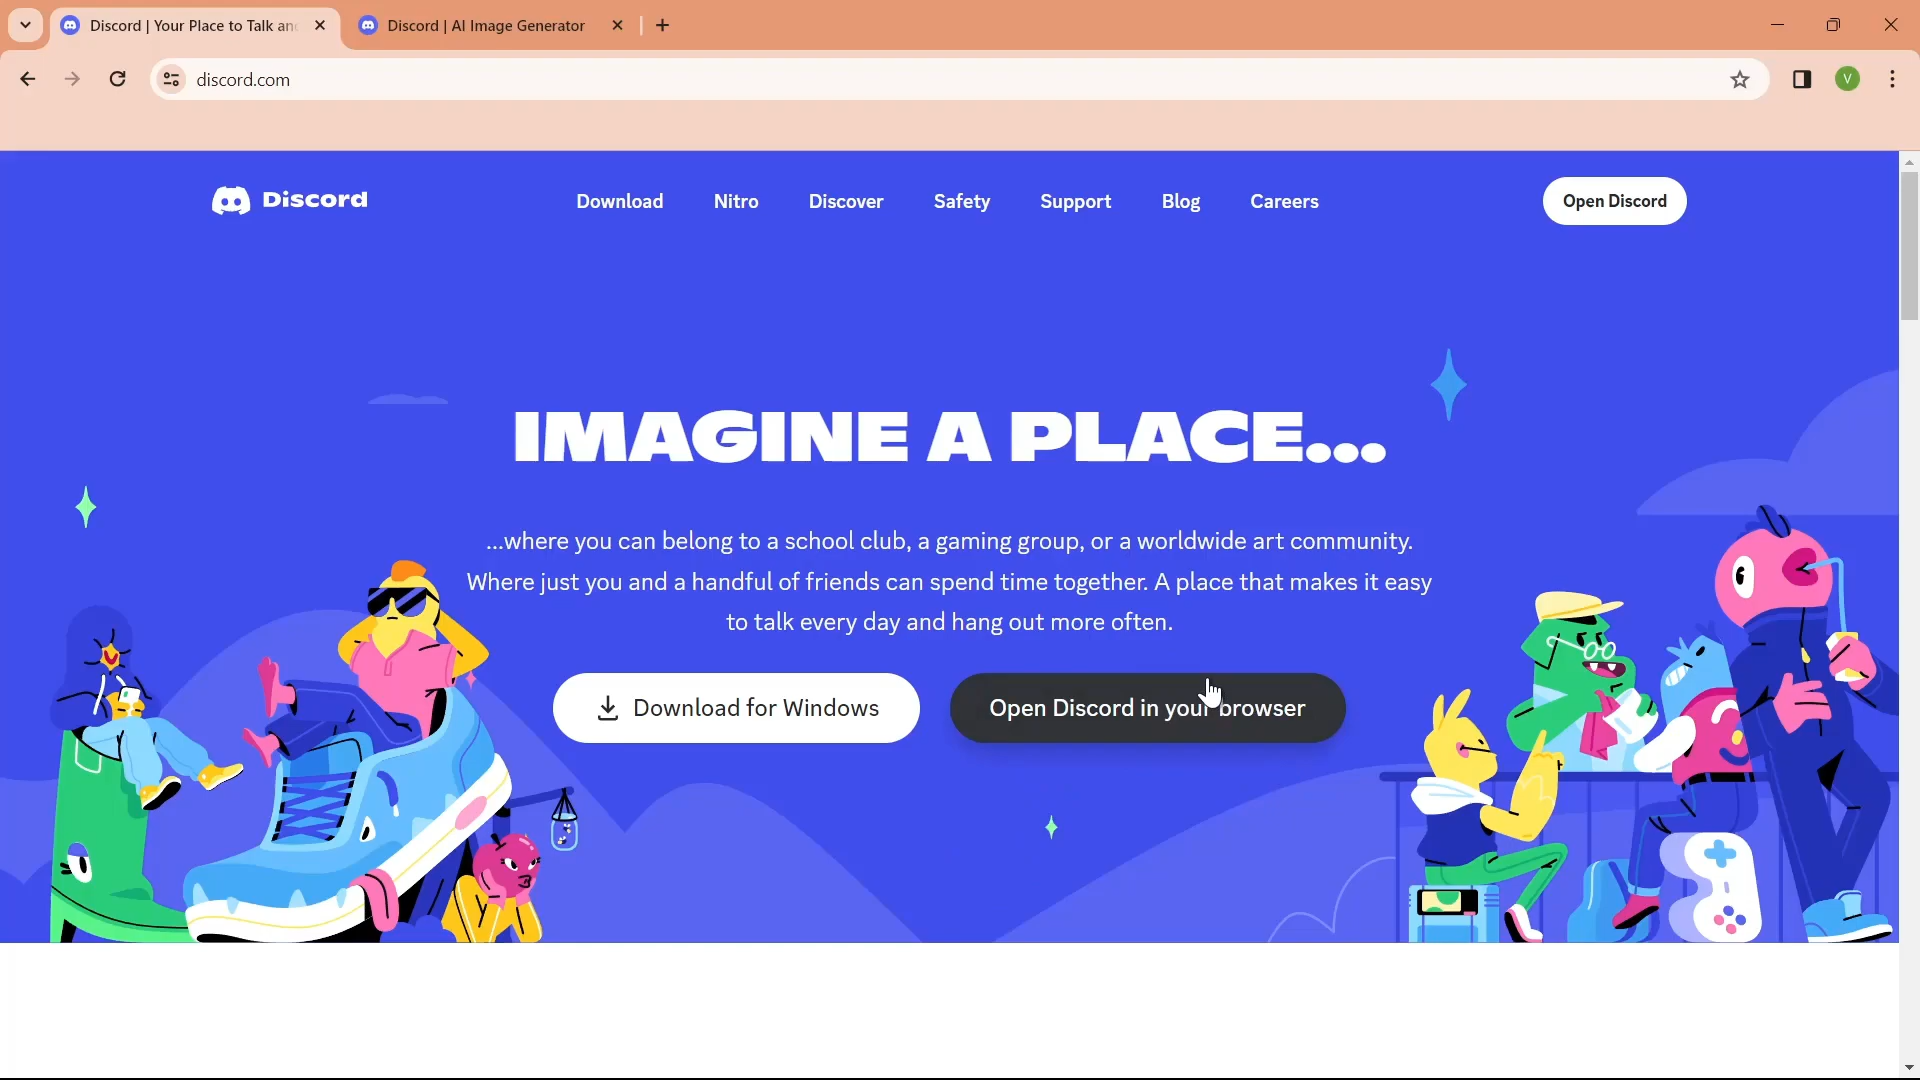 Discord | Your Place to Talk an
Discord | AI Image Generator
discord.com
V
Discord
Download
Nitro
Discover
Safety
Support
Blog
Careers
Open Discord
IMAGINE A PLACE...
...where you can belong to a school club, a gaming group, or a worldwide art community.
Where just you and a handful of friends can spend time together. A place that makes it easy
to talk every day and hang out more often.
Download for Windows
Open Discord in your browser